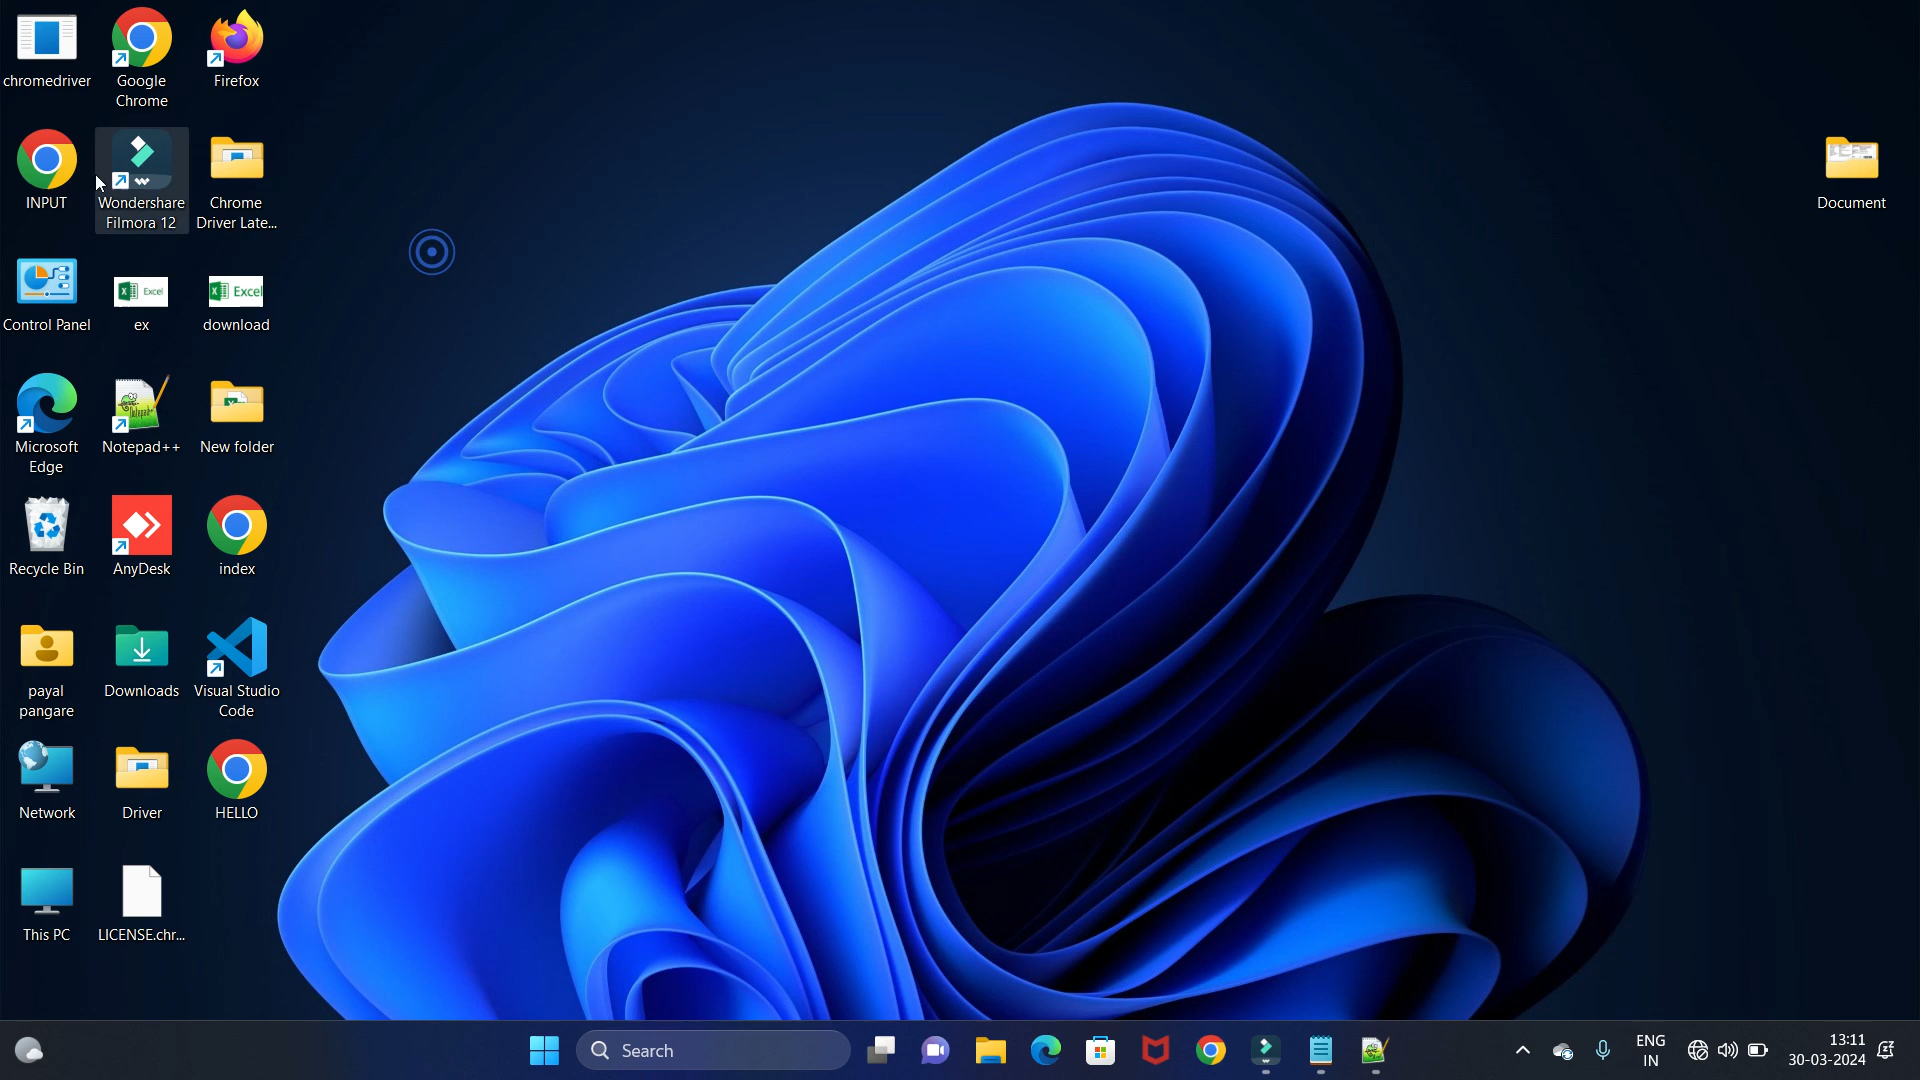 chromedriver
Google
Chrome
Firefox
INPUT
Wondershare
Filmora 12
Chrome
Driver Late...
Document
Control Panel
Excel
ex
Excel
download
Microsoft
Edge
Notepad++
New folder
Recycle Bin
AnyDesk
index
payal
pangare
Downloads
Visual Studio
Code
Network
Driver
HELLO
This PC
LICENSE.chr...
Search
ENG
IN
13:11
30-03-2024